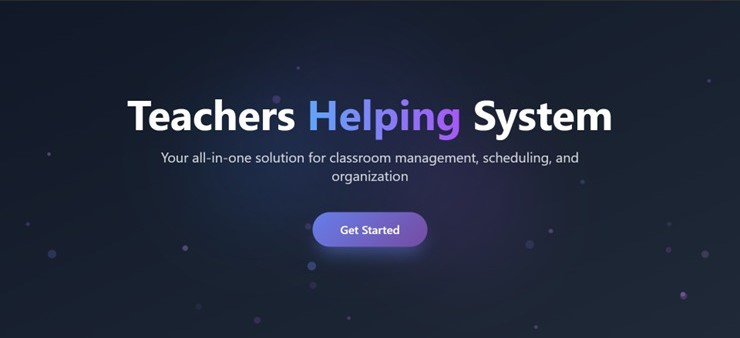 Teachers Helping System
Your all-in-one solution for classroom management, scheduling, and
organization
Get Started